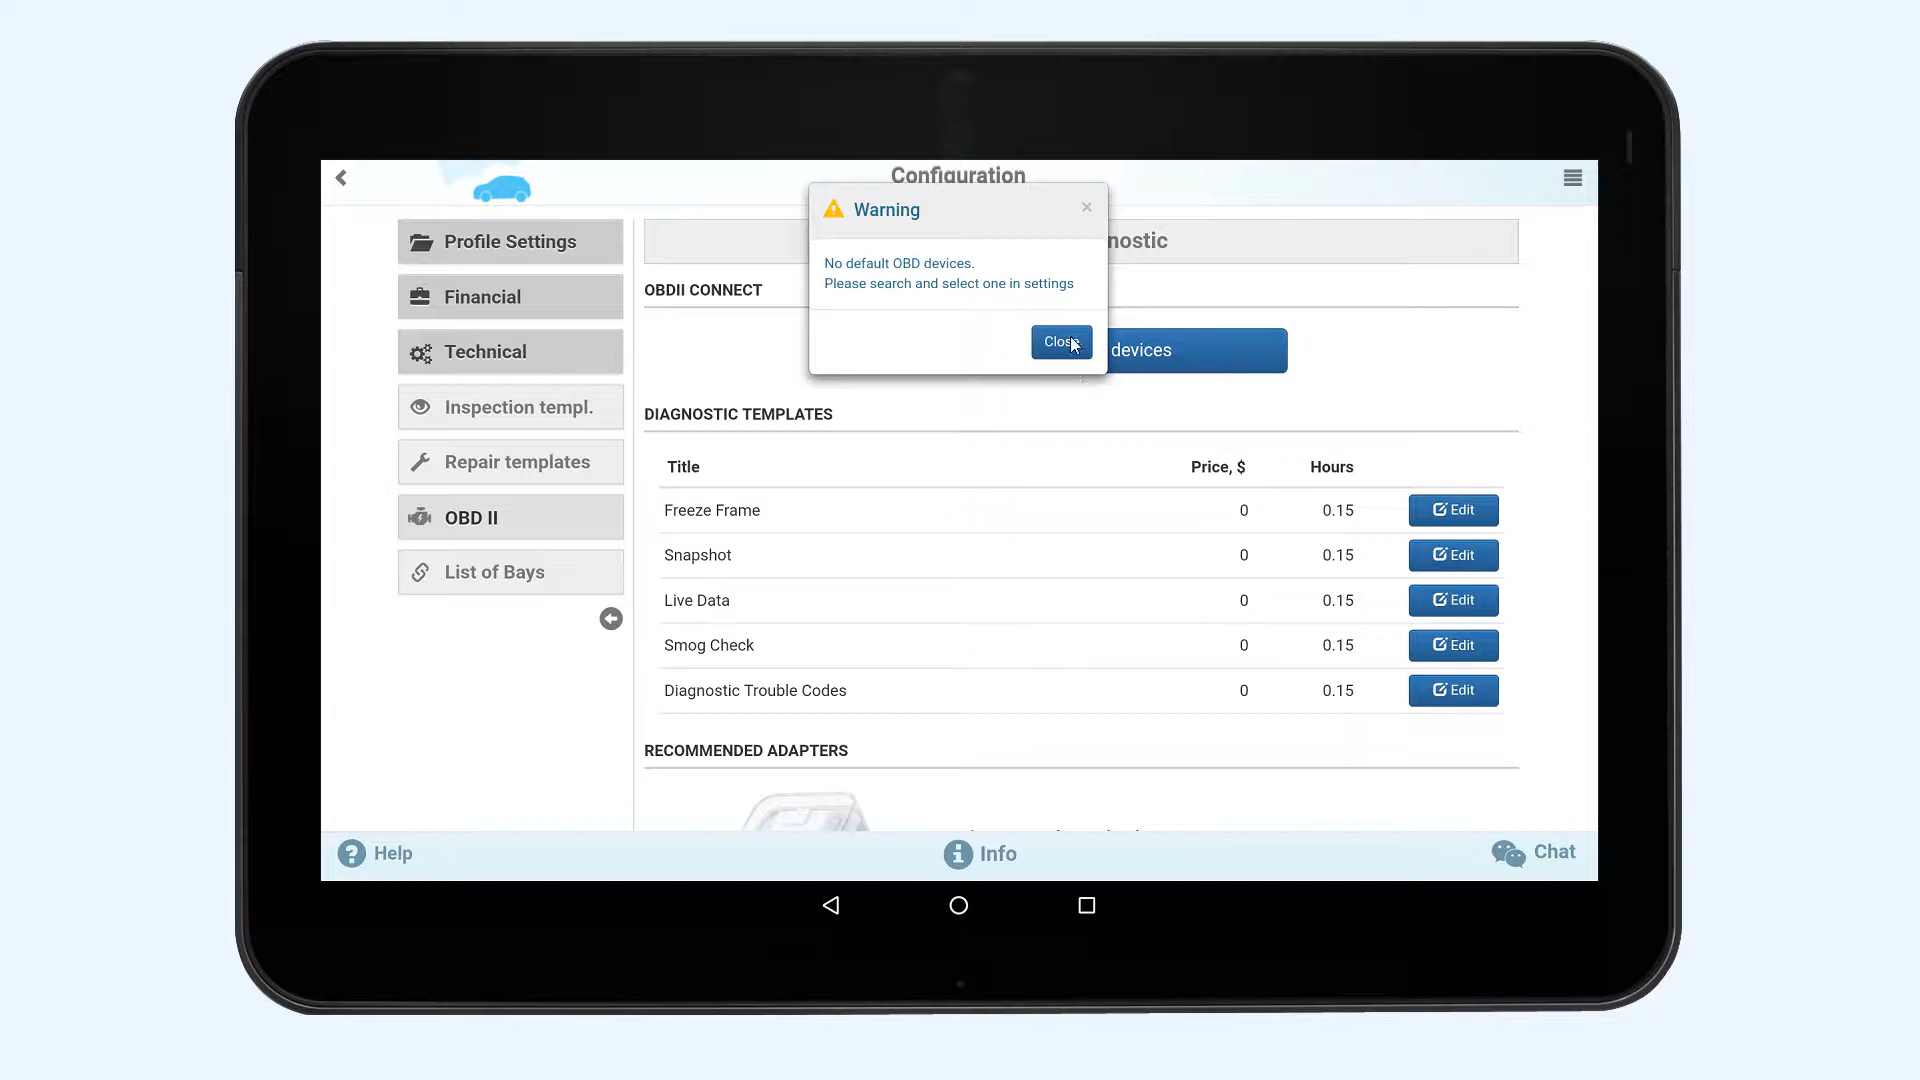 Configuration
Warning
×
No default OBD devices.
Please search and select one in settings
Close
Profile Settings
Financial
Technical
Inspection templ.
Repair templates
OBD II
List of Bays
nostic
OBDII CONNECT
devices
DIAGNOSTIC TEMPLATES
Title Price, $ Hours
Freeze Frame 0 0.15 Edit
Snapshot 0 0.15 Edit
Live Data 0 0.15 Edit
Smog Check 0 0.15 Edit
Diagnostic Trouble Codes 0 0.15 Edit
RECOMMENDED ADAPTERS
Help
Info
Chat